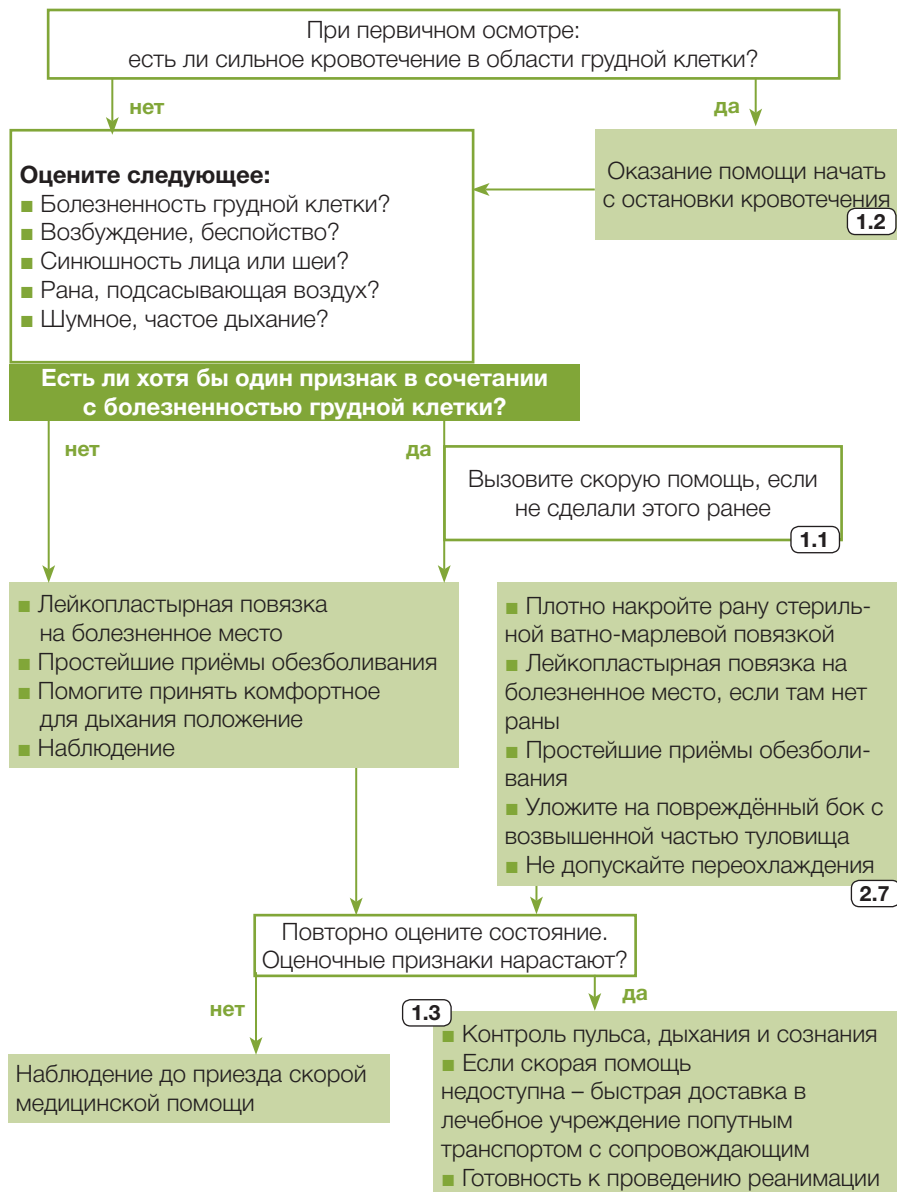 При первичном осмотре:
есть ли сильное кровотечение в области грудной клетки?
нет
да
Оцените следующее:
■ Болезненность грудной клетки?
■ Возбуждение, беспойство?
■ Синюшность лица или шеи?
■ Рана, подсасывающая воздух?
■ Шумное, частое дыхание?
Оказание помощи начать
с остановки кровотечения
1.2
Есть ли хотя бы один признак в сочетании
с болезненностью грудной клетки?
нет
да
Вызовите скорую помощь, если
не сделали этого ранее
1.1
■ Лейкопластырная повязка
на болезненное место
■ Простейшие приёмы обезболивания
■ Помогите принять комфортное
для дыхания положение
■ Наблюдение
■ Плотно накройте рану стериль-
ной ватно-марлевой повязкой
■ Лейкопластырная повязка на
болезненное место, если там нет
раны
■ Простейшие приёмы обезболи-
вания
■ Уложите на повреждённый бок с
возвышенной частью туловища
■ Не допускайте переохлаждения
2.7
Повторно оцените состояние.
Оценочные признаки нарастают?
нет
да
Наблюдение до приезда скорой
медицинской помощи
1.3
■ Контроль пульса, дыхания и сознания
■ Если скорая помощь
недоступна – быстрая доставка в
лечебное учреждение попутным
транспортом с сопровождающим
■ Готовность к проведению реанимации